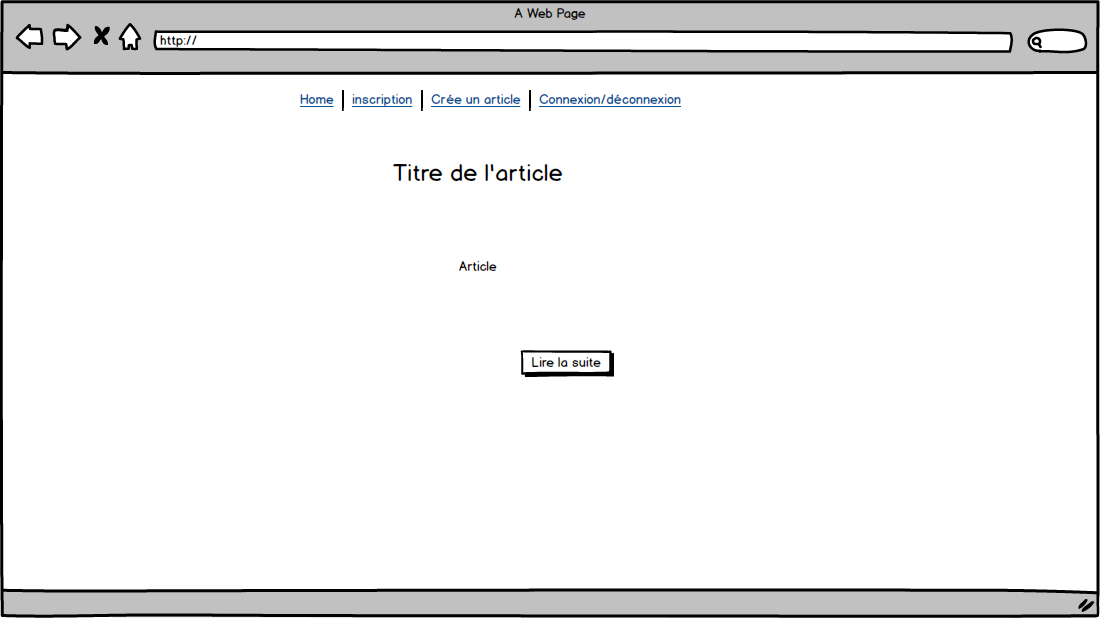 A Web Page
http://
Home inscription Crée un article Connexion/déconnexion
Titre de l'article
Article
Lire la suite